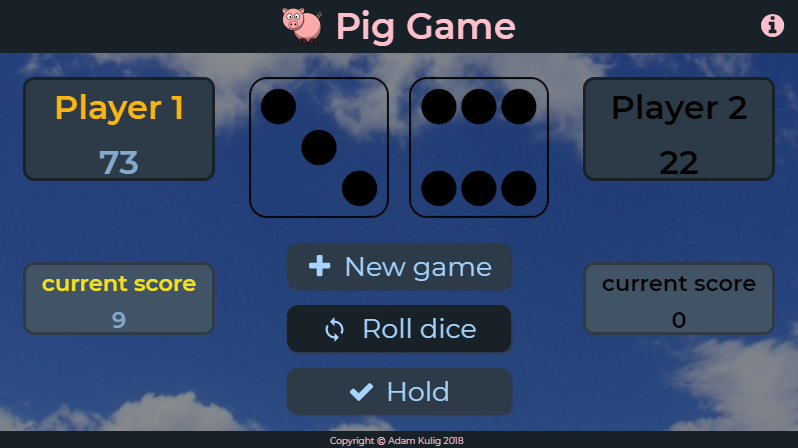 Pig Game
Player 1
73
Player 2
22
current score
9
New game
Roll dice
Hold
current score
0
Copyright © Adam Kulig 2018